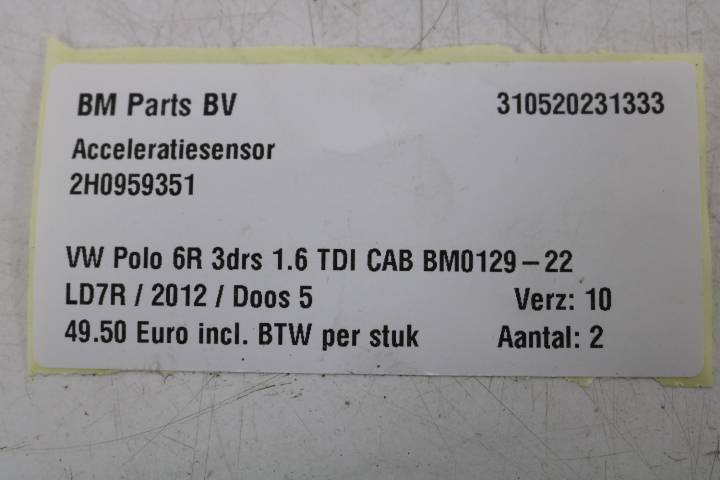 BM Parts BV 310520231333
Acceleratiesensor
2H0959351
VW Polo 6R 3drs 1.6 TDI CAB BM0129-22
LD7R / 2012 / Doos 5 Verz: 10
49.50 Euro incl. BTW per stuk Aantal: 2